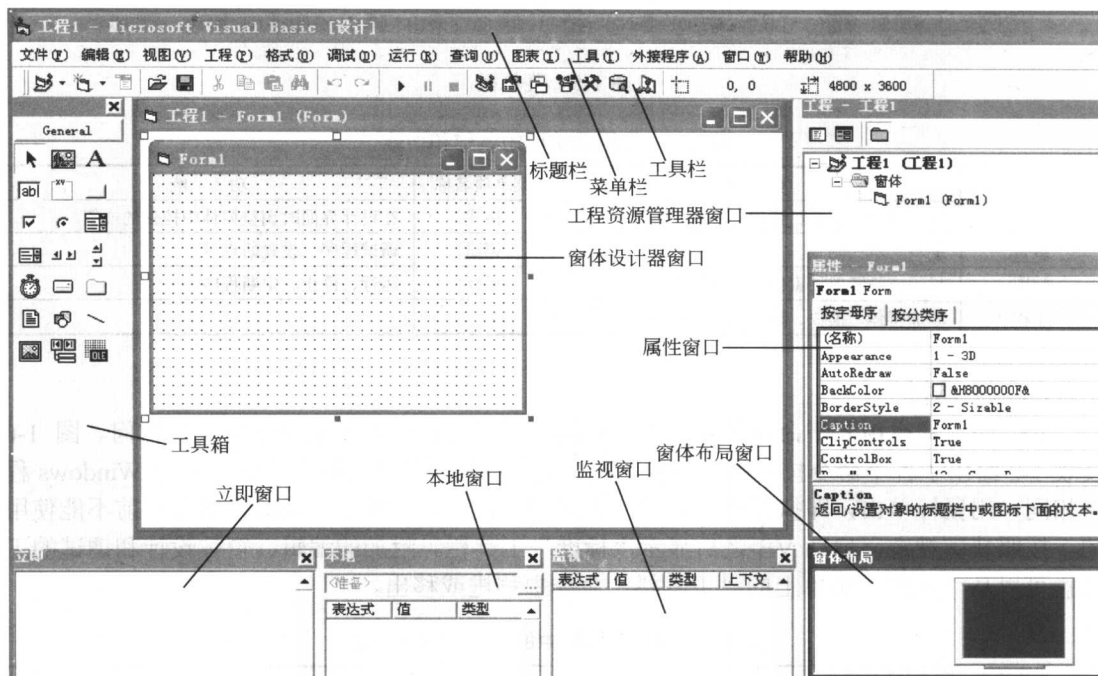 工程1 - Microsoft Visual Basic [设计]
文件(F) 编辑(E) 视图(V) 工程(P) 格式(O) 调试(D) 运行(R) 查询(U) 图表(I) 工具(T) 外接程序(A) 窗口(W) 帮助(H)
0, 0 4800 x 3600
General
A
ab
xy
OLE
工程1 - Form1 (Form)
Form1
标题栏
菜单栏
工具栏
工程资源管理器窗口
窗体设计器窗口
属性窗口
工具箱
立即窗口
本地窗口
监视窗口
窗体布局窗口
工程 - 工程1
工程1 (工程1)
窗体
Form1 (Form1)
属性 - Form1
Form1 Form
按字母序 按分类序
(名称) Form1
Appearance 1 - 3D
AutoRedraw False
BackColor &H8000000F&
BorderStyle 2 - Sizable
Caption Form1
ClipControls True
ControlBox True
Caption
返回/设置对象的标题栏中或图标下面的文本。
立即
本地
<准备>
...
表达式 值 类型
监视
表达式 值 类型 上下文
窗体布局